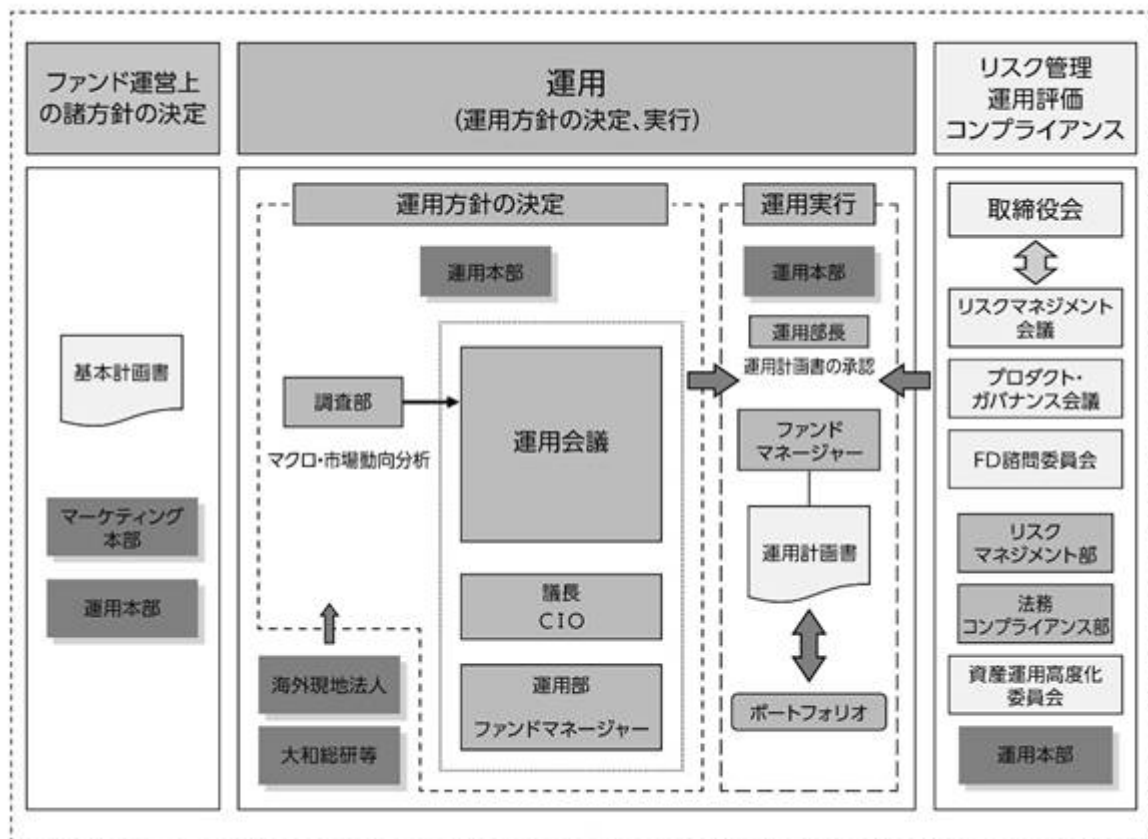 ファンド運営上
の諸方針の決定
運用
(運用方針の決定、実行)
リスク管理
運用評価
コンプライアンス
基本計画書
マーケティング
本部
運用本部
運用方針の決定
運用本部
調査部
マクロ・市場動向分析
運用会議
議長
CIO
運用部
ファンドマネージャー
海外現地法人
大和総研等
運用実行
運用本部
運用部長
運用計画書の承認
ファンド
マネージャー
運用計画書
ポートフォリオ
取締役会
リスクマネジメント
会議
プロダクト・
ガバナンス会議
FD諮問委員会
リスク
マネジメント部
法務
コンプライアンス部
資産運用高度化
委員会
運用本部